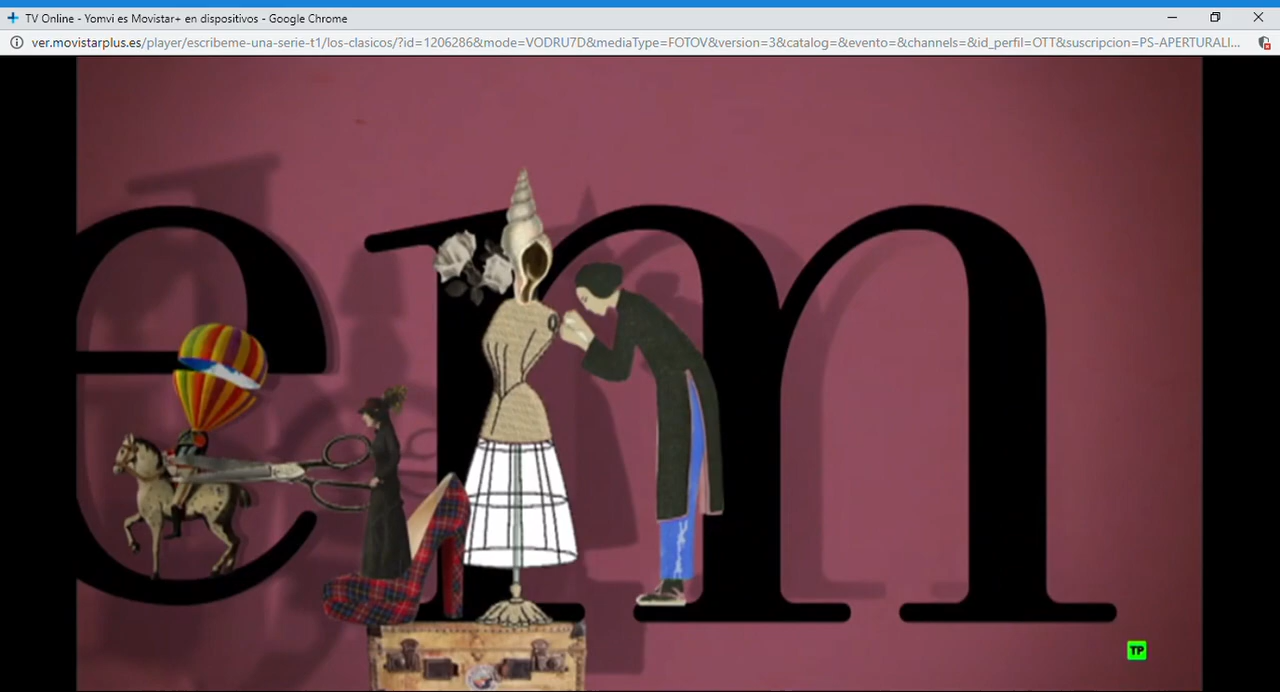 TV Online - Yomvi es Movistar+ en dispositivos - Google Chrome
ver.movistarplus.es/player/escribeme-una-serie-t1/los-clasicos/?id=1206286&mode=VODRU7D&mediaType=FOTOV&version=3&catalog=&evento=&channels=&id_perfil=OTT&suscripcion=PS-APERTURALI...
em
TP